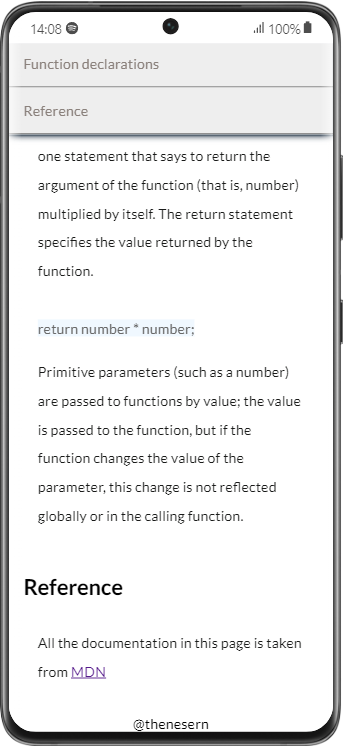 14:08 100%
Function declarations
Reference
one statement that says to return the
argument of the function (that is, number)
multiplied by itself. The return statement
specifies the value returned by the
function.
return number * number;
Primitive parameters (such as a number)
are passed to functions by value; the value
is passed to the function, but if the
function changes the value of the
parameter, this change is not reflected
globally or in the calling function.
Reference
All the documentation in this page is taken
from MDN
@thenesern